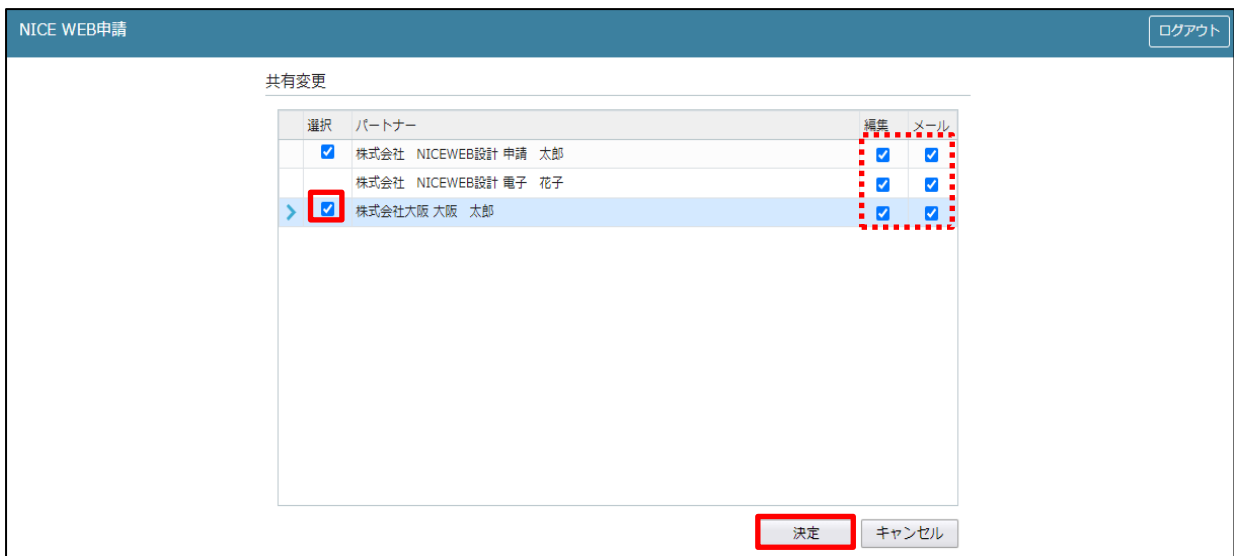 NICE WEB申請
ログアウト
共有変更
選択 パートナー 編集 メール
株式会社　NICEWEB設計 申請　太郎
株式会社　NICEWEB設計 電子　花子
株式会社大阪 大阪　太郎
決定 キャンセル